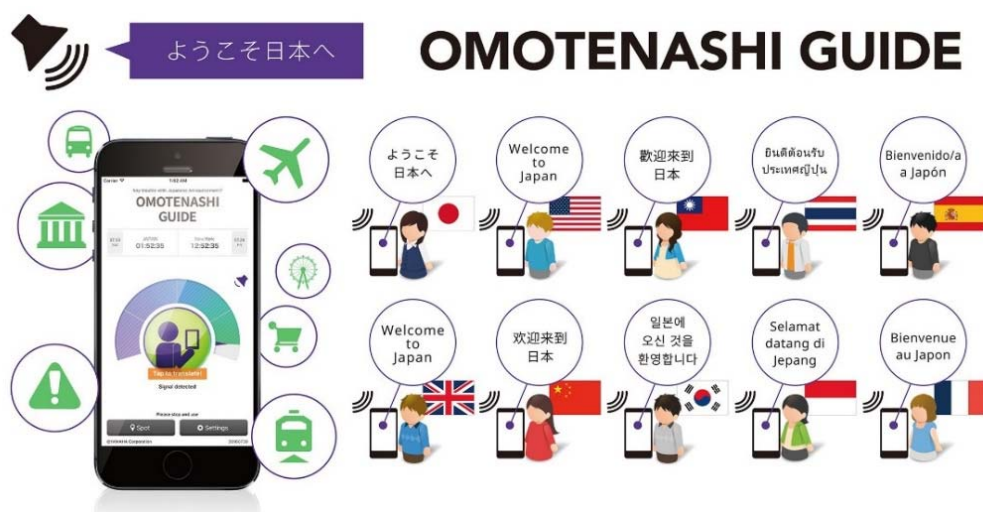 ようこそ日本へ
OMOTENASHI GUIDE
OMOTENASHI
GUIDE
01:52:35
12:52:35
Tap to translate!
Signal detected
Please stop and use
Spot
Settings
ようこそ
日本へ
Welcome
to
Japan
歡迎來到
日本
ยินดีต้อนรับ
ประเทศญี่ปุ่น
Bienvenido/a
a Japón
Welcome
to
Japan
欢迎来到
日本
일본에
오신 것을
환영합니다
Selamat
datang di
Jepang
Bienvenue
au Japon